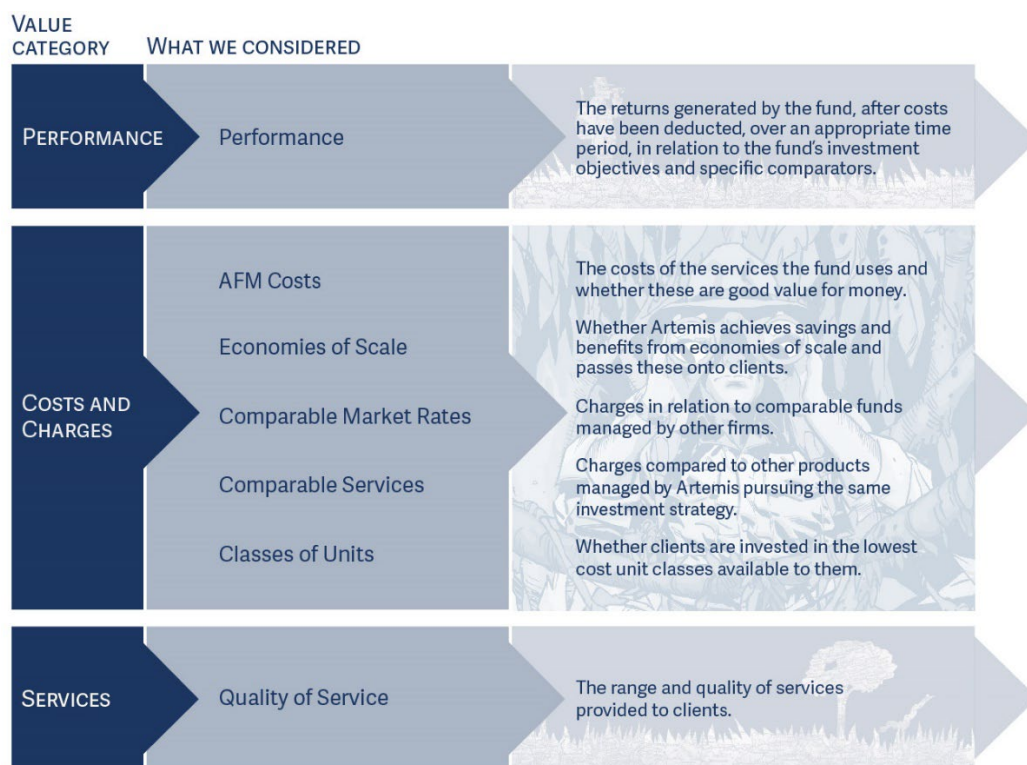 VALUE
CATEGORY
WHAT WE CONSIDERED
PERFORMANCE
Performance
The returns generated by the fund, after costs
have been deducted, over an appropriate time
period, in relation to the fund's investment
objectives and specific comparators.
COSTS AND
CHARGES
AFM Costs
The costs of the services the fund uses and
whether these are good value for money.
Economies of Scale
Whether Artemis achieves savings and
benefits from economies of scale and
passes these onto clients.
Comparable Market Rates
Charges in relation to comparable funds
managed by other firms.
Comparable Services
Charges compared to other products
managed by Artemis pursuing the same
investment strategy.
Classes of Units
Whether clients are invested in the lowest
cost unit classes available to them.
SERVICES
Quality of Service
The range and quality of services
provided to clients.